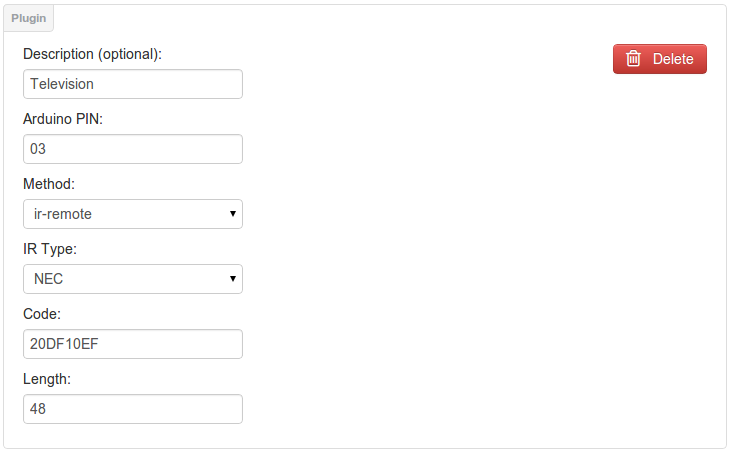 Plugin
Description (optional):
Delete
Television
Arduino PIN:
03
Method:
ir-remote
IR Type:
NEC
Code:
20DF10EF
Length:
48